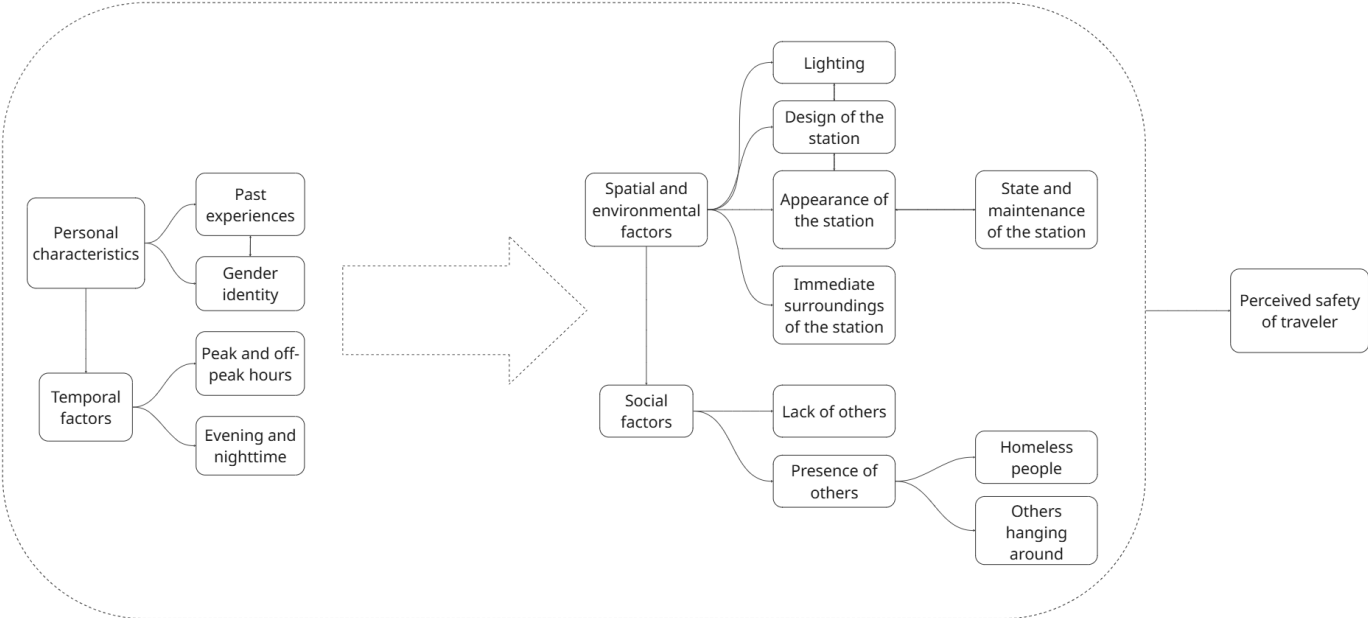 Personal
characteristics
Past
experiences
Gender
identity
Temporal
factors
Peak and off-
peak hours
Evening and
nighttime
Spatial and
environmental
factors
Lighting
Design of the
station
Appearance of
the station
State and
maintenance
of the station
Immediate
surroundings
of the station
Social
factors
Lack of others
Presence of
others
Homeless
people
Others
hanging
around
Perceived safety
of traveler